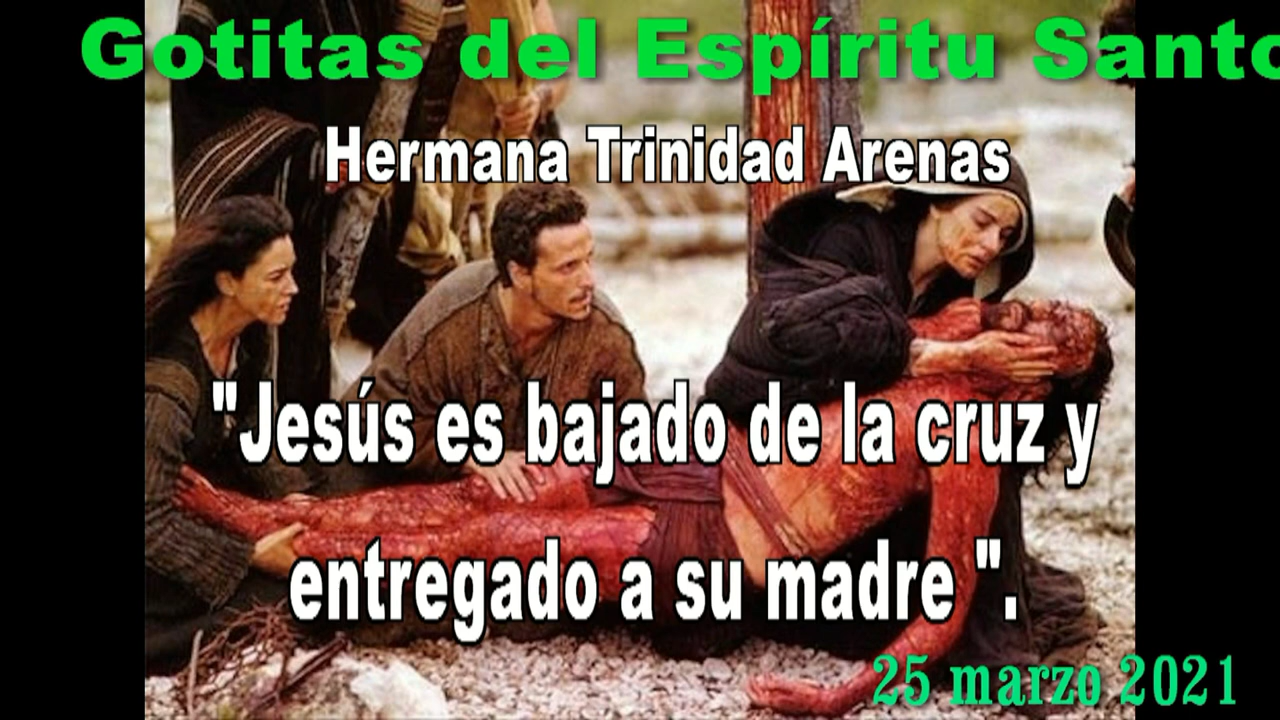 Gotitas del Espíritu Santo
Hermana Trinidad Arenas
"Jesús es bajado de la cruz y
entregado a su madre ".
25 marzo 2021